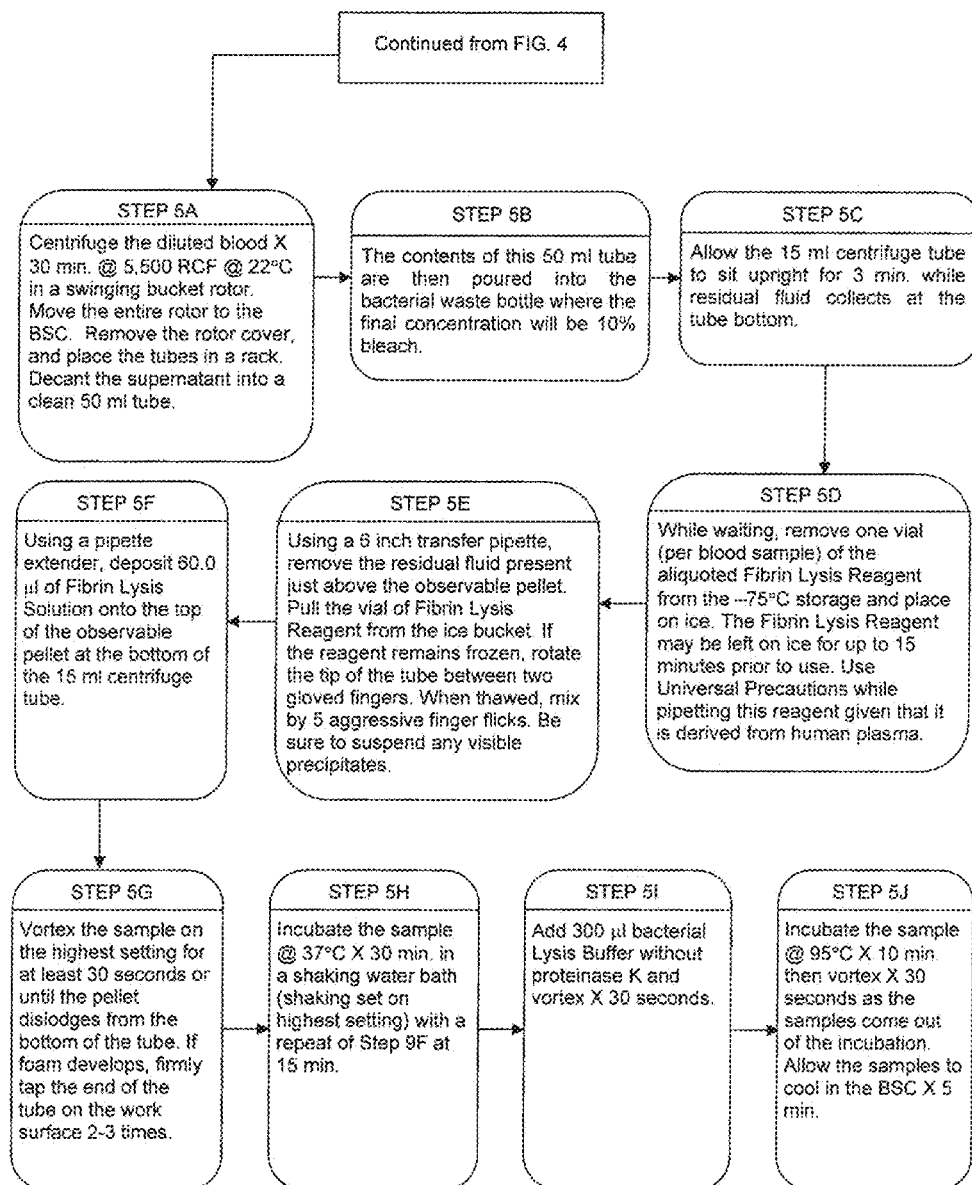 Continued from FIG. 4
STEP 5A
Centrifuge the diluted blood X
30 min. @ 5,500 RCF @ 22°C
in a swinging bucket rotor.
Move the entire rotor to the
BSC. Remove the rotor cover,
and place the tubes in a rack.
Decant the supernatant into a
clean 50 ml tube.
STEP 5B
The contents of this 50 ml tube
are then poured into the
bacterial waste bottle where the
final concentration will be 10%
bleach.
STEP 5C
Allow the 15 ml centrifuge tube
to sit upright for 3 min. while
residual fluid collects at the
tube bottom.
STEP 5D
While waiting, remove one vial
(per blood sample) of the
aliquoted Fibrin Lysis Reagent
from the --75°C storage and place
on ice. The Fibrin Lysis Reagent
may be left on ice for up to 15
minutes prior to use. Use
Universal Precautions while
pipetting this reagent given that it
is derived from human plasma.
STEP 5E
Using a 6 inch transfer pipette,
remove the residual fluid present
just above the observable pellet.
Pull the vial of Fibrin Lysis
Reagent from the ice bucket. If
the reagent remains frozen, rotate
the tip of the tube between two
gloved fingers. When thawed, mix
by 5 aggressive finger flicks. Be
sure to suspend any visible
precipitates.
STEP 5F
Using a pipette
extender, deposit 60.0
µl of Fibrin Lysis
Solution onto the top
of the observable
pellet at the bottom of
the 15 ml centrifuge
tube.
STEP 5G
Vortex the sample on
the highest setting for
at least 30 seconds or
until the pellet
dislodges from the
bottom of the tube. If
foam develops, firmly
tap the end of the
tube on the work
surface 2-3 times.
STEP 5H
Incubate the sample
@ 37°C X 30 min. in
a shaking water bath
(shaking set on
highest setting) with a
repeat of Step 9F at
15 min.
STEP 5I
Add 300 µl bacterial
Lysis Buffer without
proteinase K and
vortex X 30 seconds.
STEP 5J
Incubate the sample
@ 95°C X 10 min.
then vortex X 30
seconds as the
samples come out
of the incubation.
Allow the samples to
cool in the BSC X 5
min.